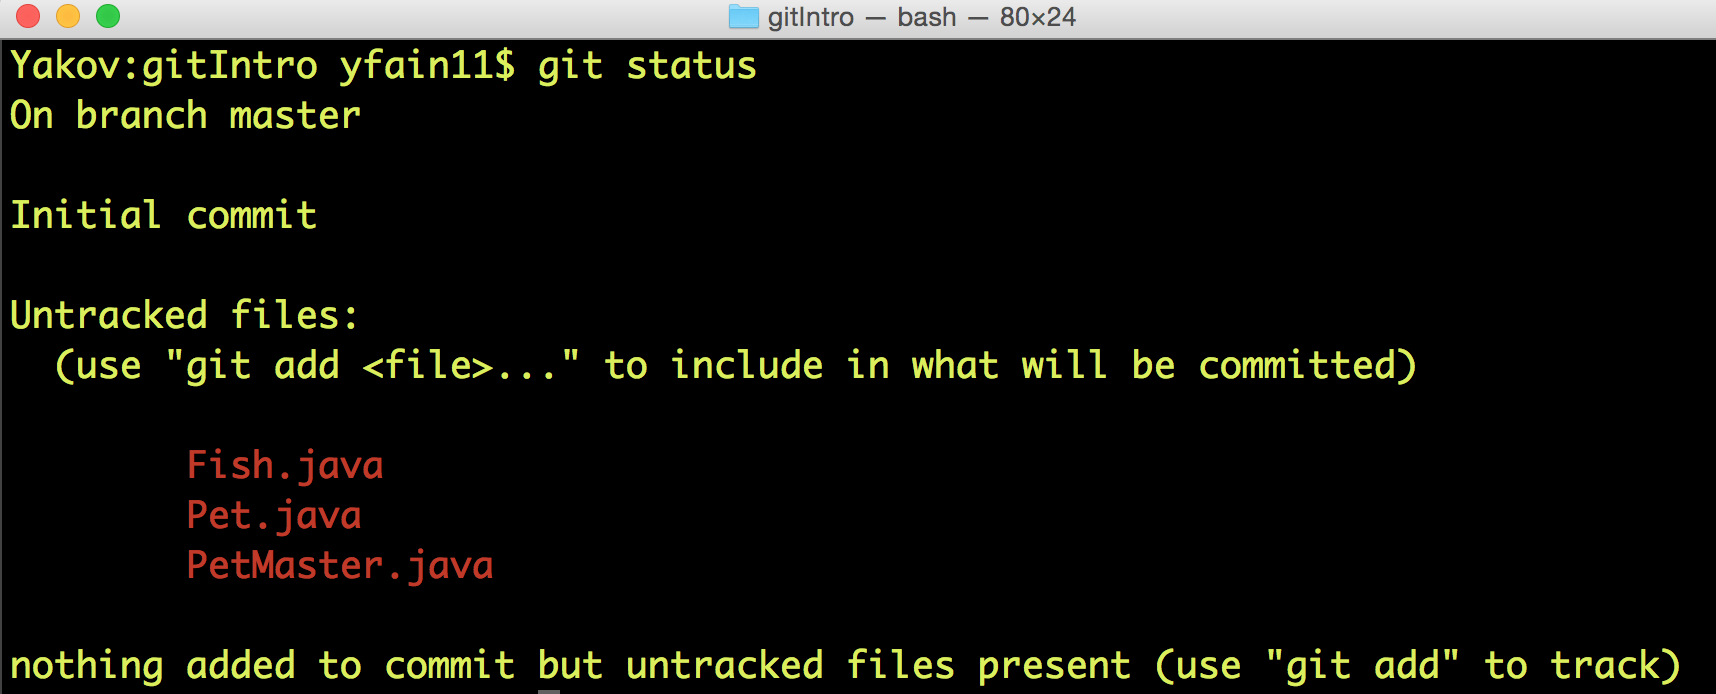 gitIntro — bash — 80×24
Yakov:gitIntro yfain11$ git status
On branch master
Initial commit
Untracked files:
(use "git add <file>..." to include in what will be committed)
Fish.java
Pet.java
PetMaster.java
nothing added to commit but untracked files present (use "git add" to track)